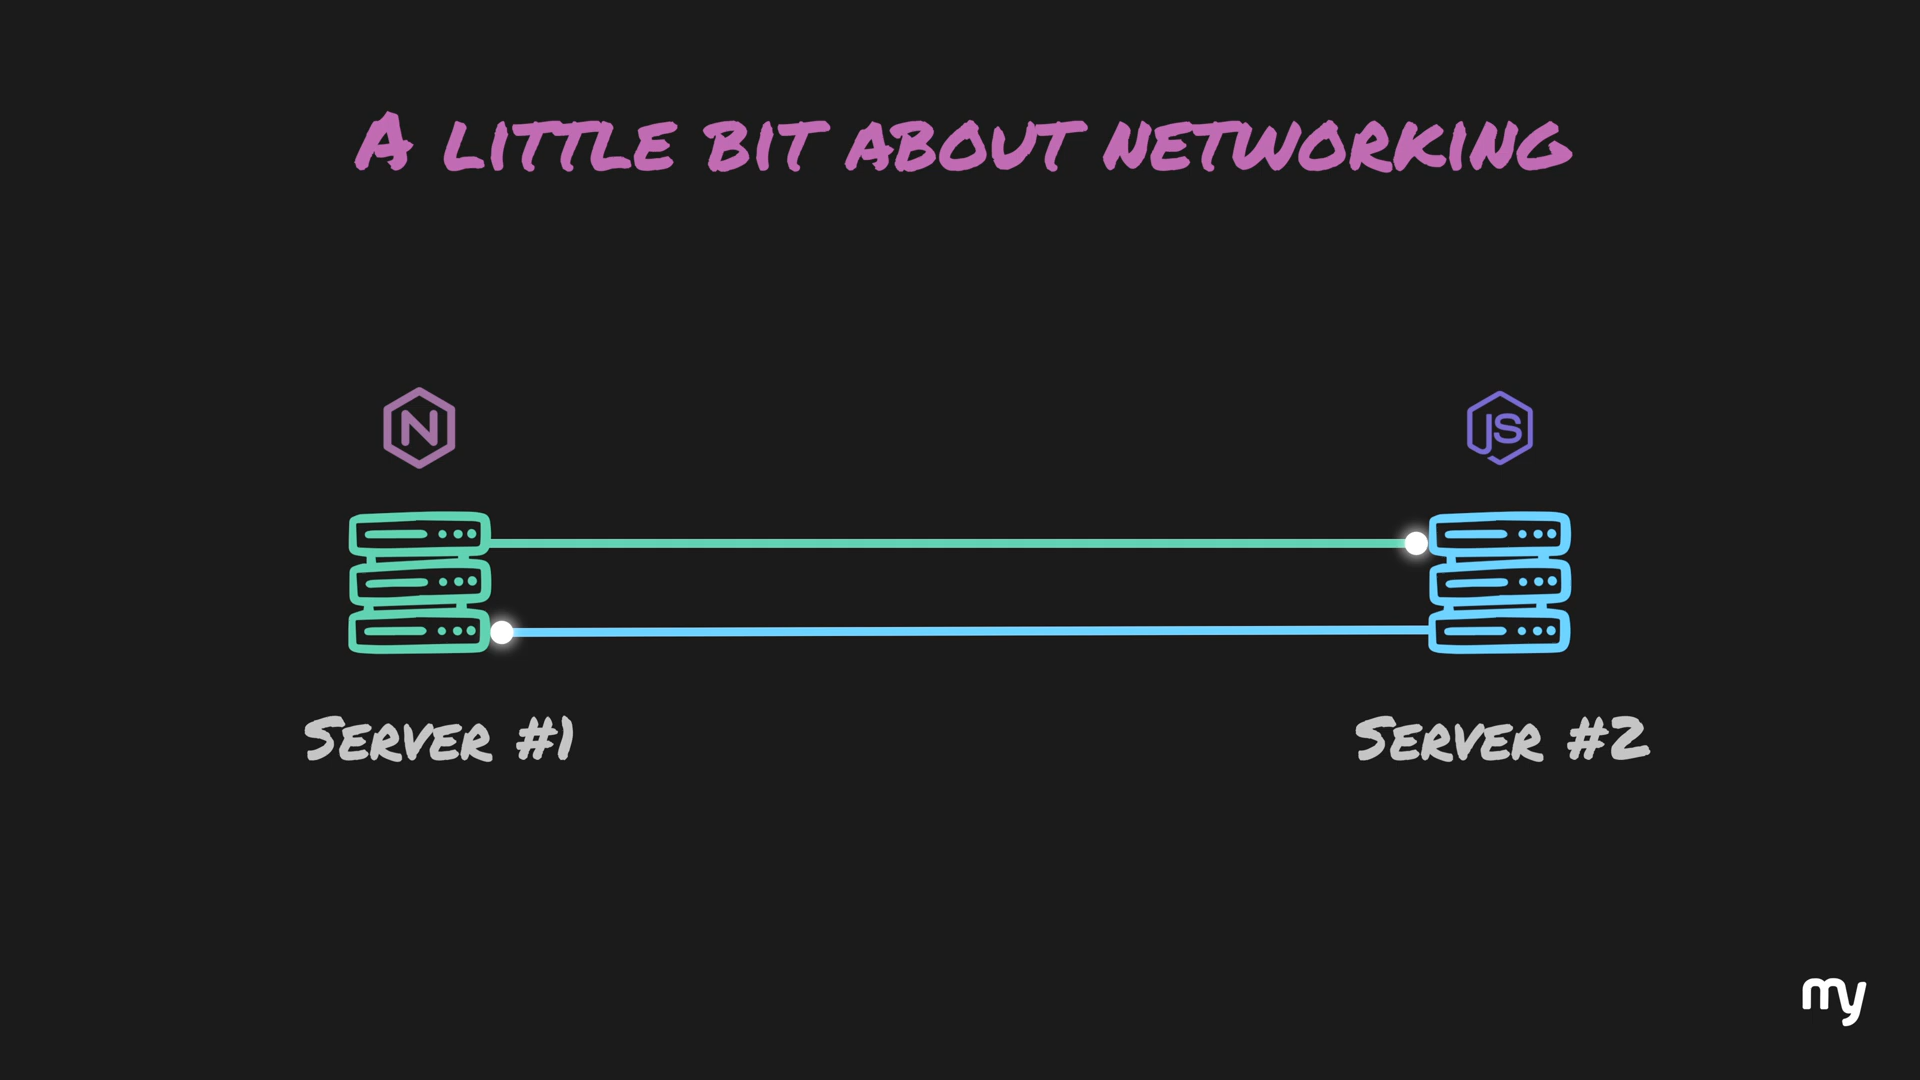 A little bit about networking
N
JS
Server #1
Server #2
my